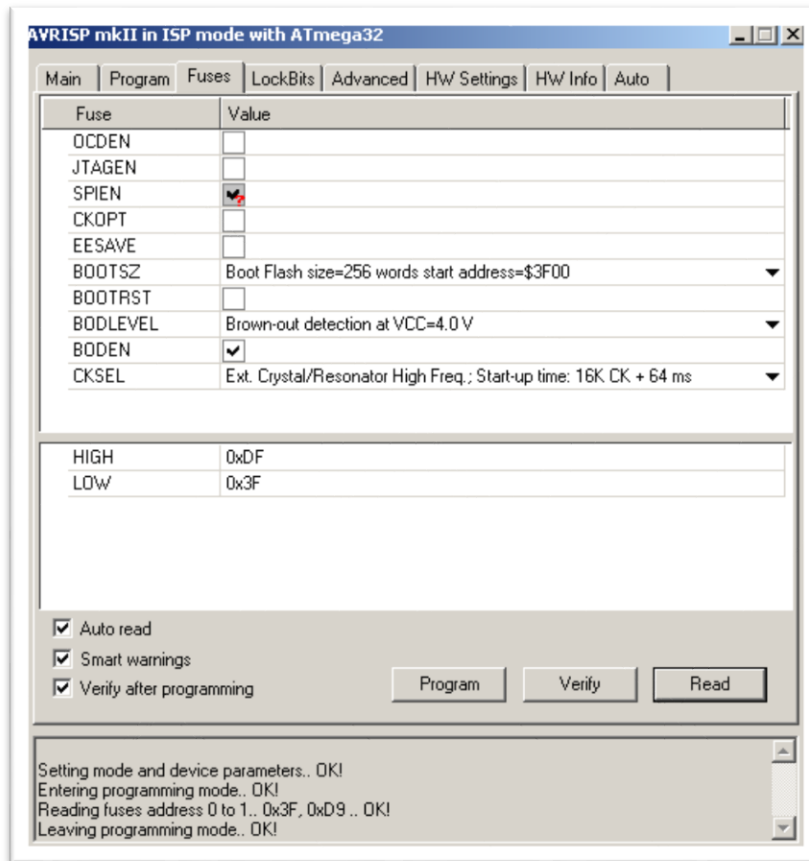 AVRISP mkII in ISP mode with ATmega32
Main Program Fuses LockBits Advanced HW Settings HW Info Auto
Fuse Value
OCDEN
JTAGEN
SPIEN
CKOPT
EESAVE
BOOTSZ Boot Flash size=256 words start address=$3F00
BOOTRST
BODLEVEL Brown-out detection at VCC=4.0 V
BODEN
CKSEL Ext. Crystal/Resonator High Freq.; Start-up time: 16K CK + 64 ms
HIGH 0xDF
LOW 0x3F
Auto read
Smart warnings
Verify after programming
Program Verify Read
Setting mode and device parameters.. OK!
Entering programming mode.. OK!
Reading fuses address 0 to 1.. 0x3F, 0xD9 .. OK!
Leaving programming mode.. OK!